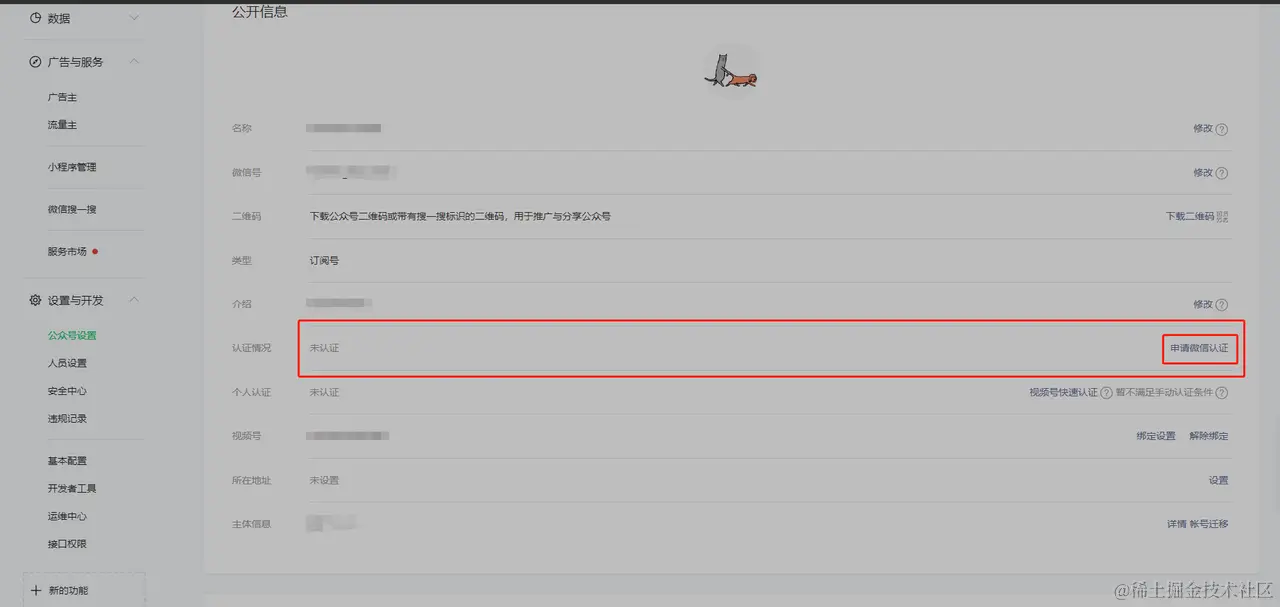 数据
广告与服务
广告主
流量主
小程序管理
微信搜一搜
服务市场
设置与开发
公众号设置
人员设置
安全中心
违规记录
基本配置
开发者工具
运维中心
接口权限
新的功能
公开信息
名称 修改
微信号 修改
二维码 下载公众号二维码或带有搜一搜标识的二维码，用于推广与分享公众号 下载二维码
类型 订阅号
介绍 修改
认证情况 未认证 申请微信认证
个人认证 未认证 视频号快速认证 ? 暂不满足手动认证条件 ?
视频号 绑定设置 解除绑定
所在地址 未设置 设置
主体信息 详情 帐号迁移
@稀土掘金技术社区